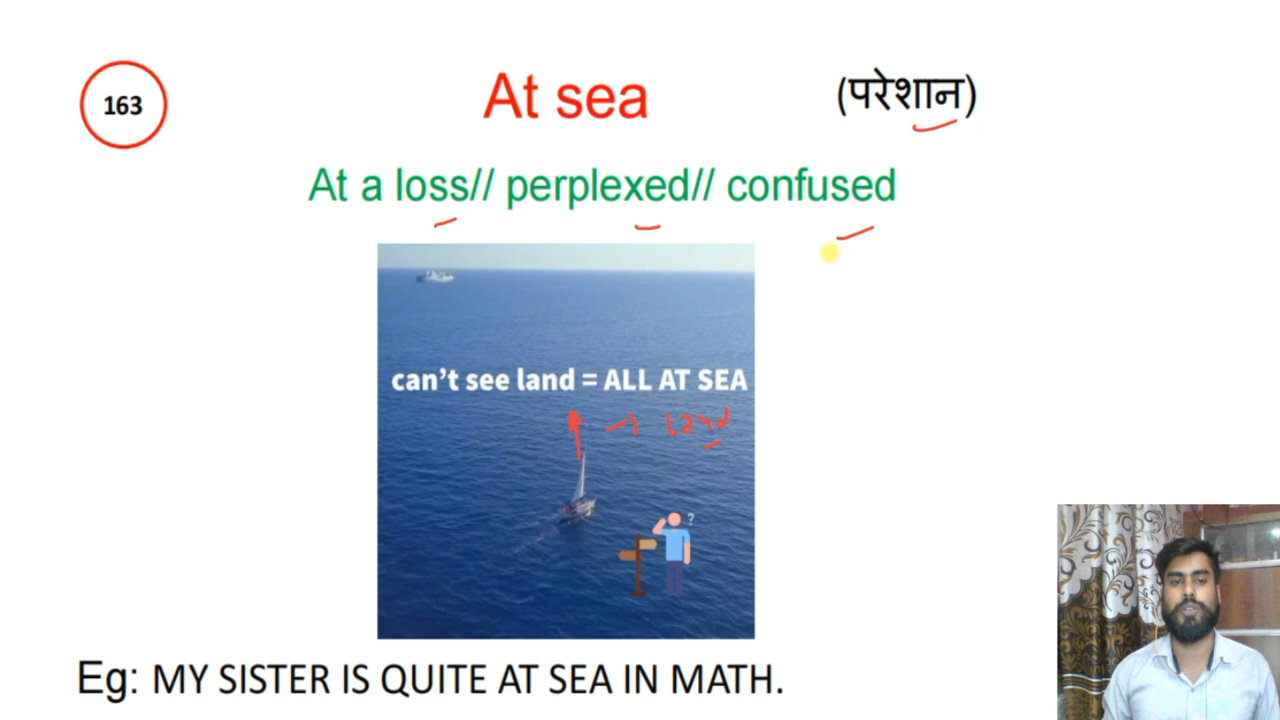 163
At sea (परेशान)
At a loss// perplexed// confused
can't see land = ALL AT SEA
Land
?
Eg: MY SISTER IS QUITE AT SEA IN MATH.